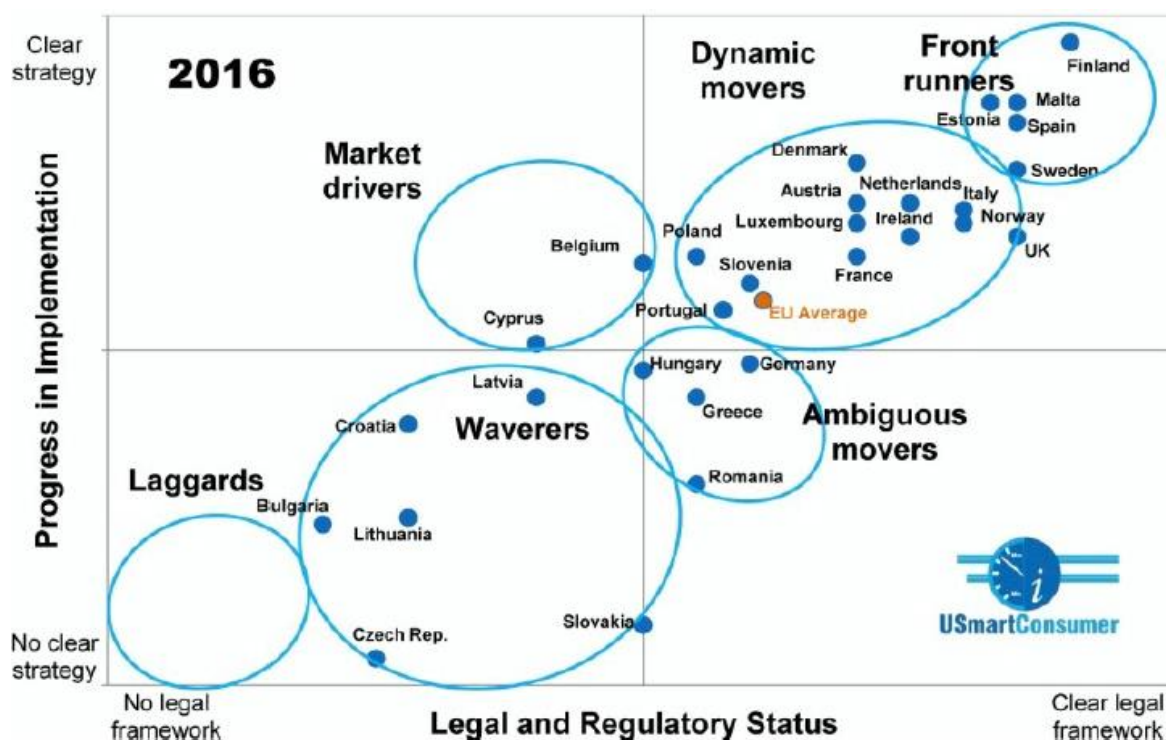 Clear
strategy
2016
Dynamic
movers
Front
runners
Finland
Malta
Estonia
Spain
Sweden
Market
drivers
Denmark
Netherlands
Austria
Italy
Luxembourg
Ireland
Norway
Poland
UK
Belgium
Slovenia
France
Portugal
EU Average
Cyprus
Progress in Implementation
Hungary
Germany
Latvia
Greece
Croatia
Waverers
Ambiguous
movers
Laggards
Romania
Bulgaria
Lithuania
i
USmartConsumer
Slovakia
Czech Rep.
No clear
strategy
No legal
framework
Legal and Regulatory Status
Clear legal
framework